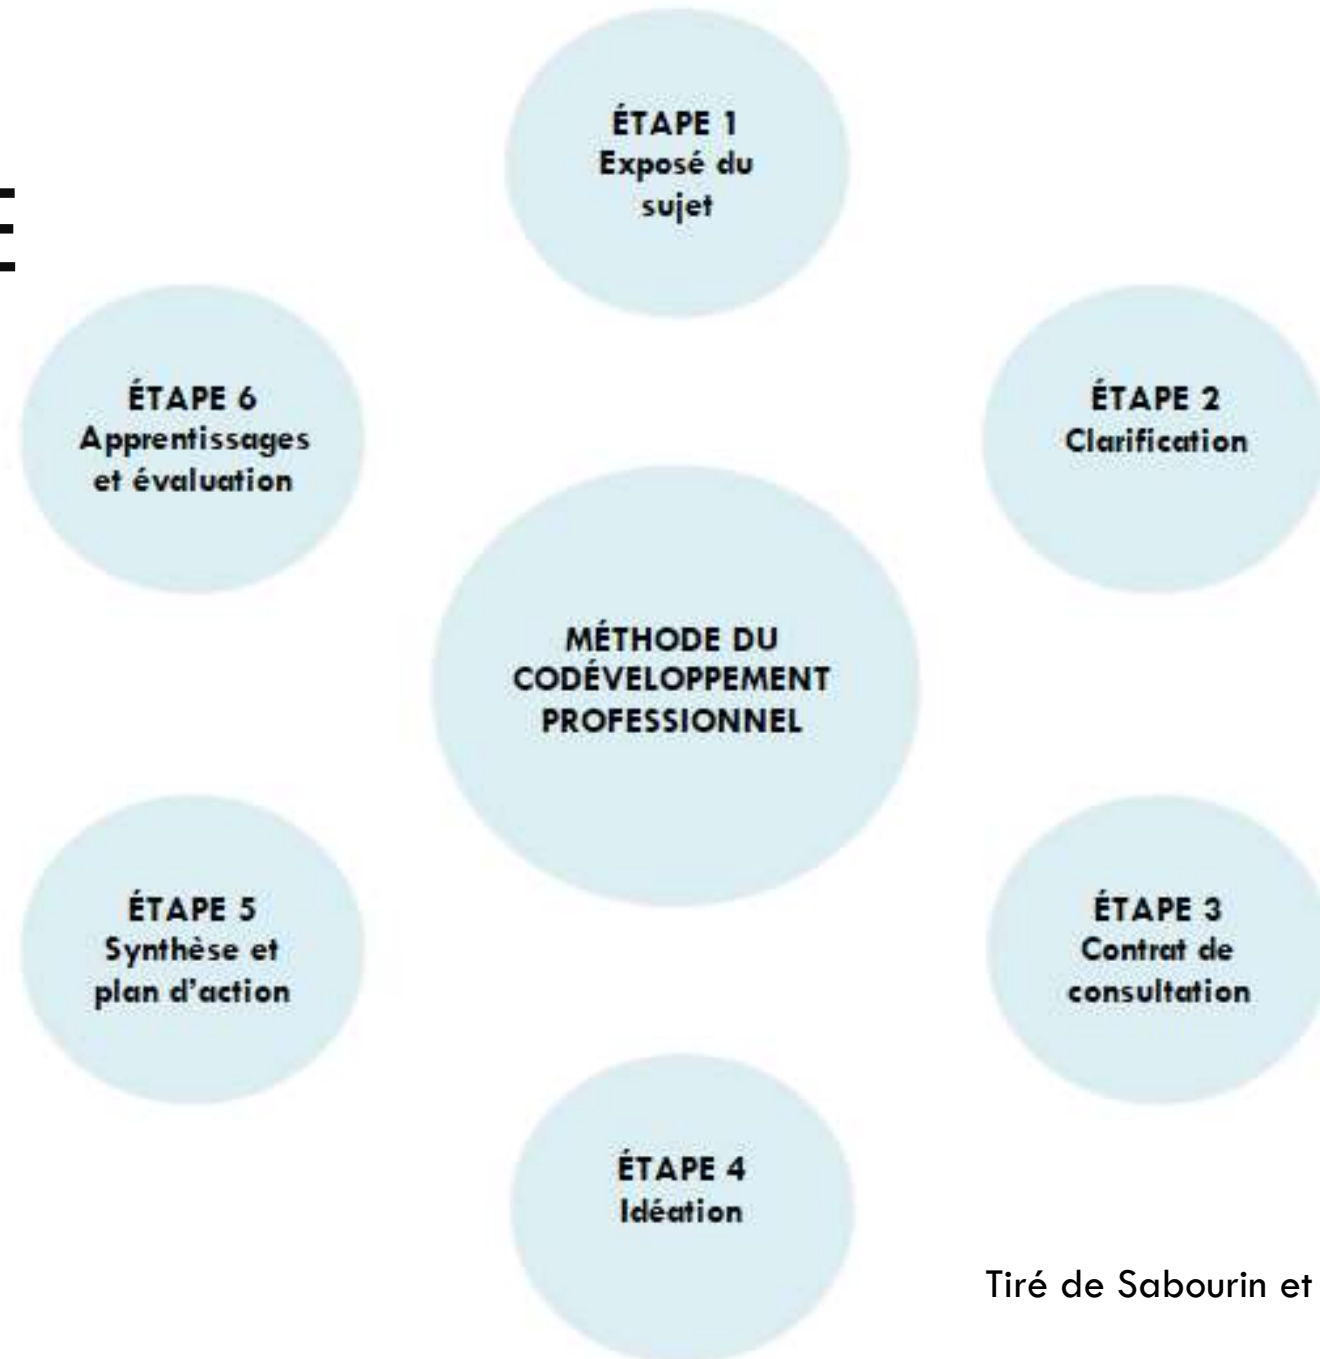 E
ÉTAPE 1
Exposé du
sujet
ÉTAPE 2
Clarification
ÉTAPE 3
Contrat de
consultation
ÉTAPE 4
Idéation
ÉTAPE 5
Synthèse et
plan d'action
ÉTAPE 6
Apprentissages
et évaluation
MÉTHODE DU
CODÉVELOPPEMENT
PROFESSIONNEL
Tiré de Sabourin et